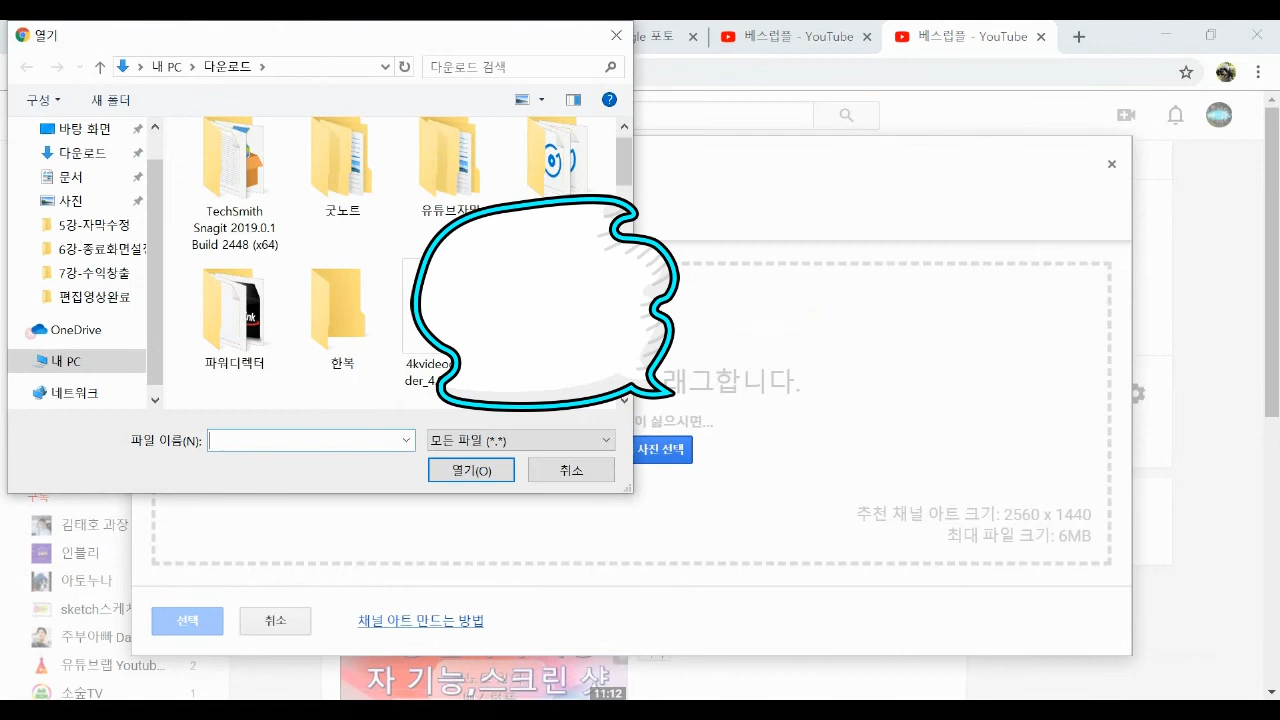 열기
내 PC
다운로드
다운로드 검색
글 포토
베스럽플 - YouTube
베스럽플 - YouTube
구성
새 폴더
바탕 화면
다운로드
문서
사진
5강-자막수정
6강-종료화면설정
7강-수익창출
편집영상완료
OneDrive
내 PC
네트워크
TechSmith
Snagit 2019.0.1
Build 2448 (x64)
굿노트
유튜브자막
파워디렉터
한복
4kvideo
der_4
래그합니다.
이 싫으시면...
사진 선택
파일 이름(N):
모든 파일 (*.*)
열기(O)
취소
추천 채널 아트 크기: 2560 x 1440
최대 파일 크기: 6MB
구독
김태호 과장
인블리
아토누나
sketch스케치
주부아빠 Da
유튜브랩 Youtub...
2
소숲TV
1
선택
취소
채널 아트 만드는 방법
자 기능,스크린 샷
11:12